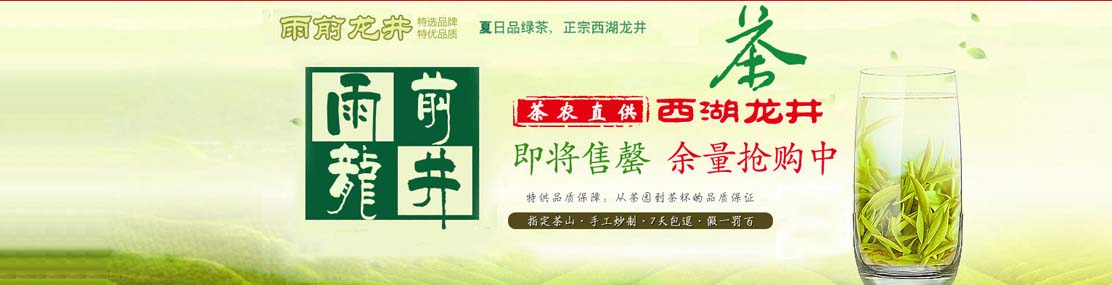 雨前龙井
特选品牌
特优品质
夏日品绿茶，正宗西湖龙井
雨前
龍井
茶
茶农直供 西湖龙井
即将售罄 余量抢购中
特供品质保障：从茶园到茶杯的品质保证
指定茶山·手工炒制·7天包退·假一罚百